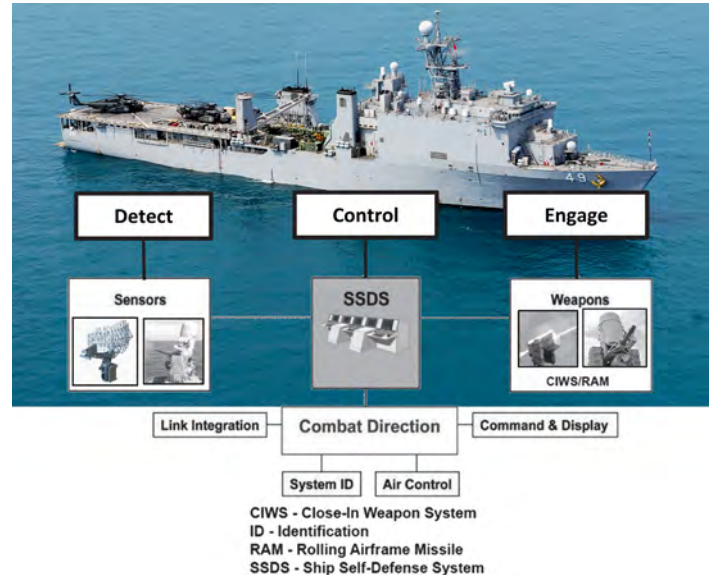 49
Detect
Control
Engage
Sensors
SSDS
Weapons
CIWS/RAM
Link Integration
Combat Direction
Command & Display
System ID
Air Control
CIWS - Close-In Weapon System
ID - Identification
RAM - Rolling Airframe Missile
SSDS - Ship Self-Defense System